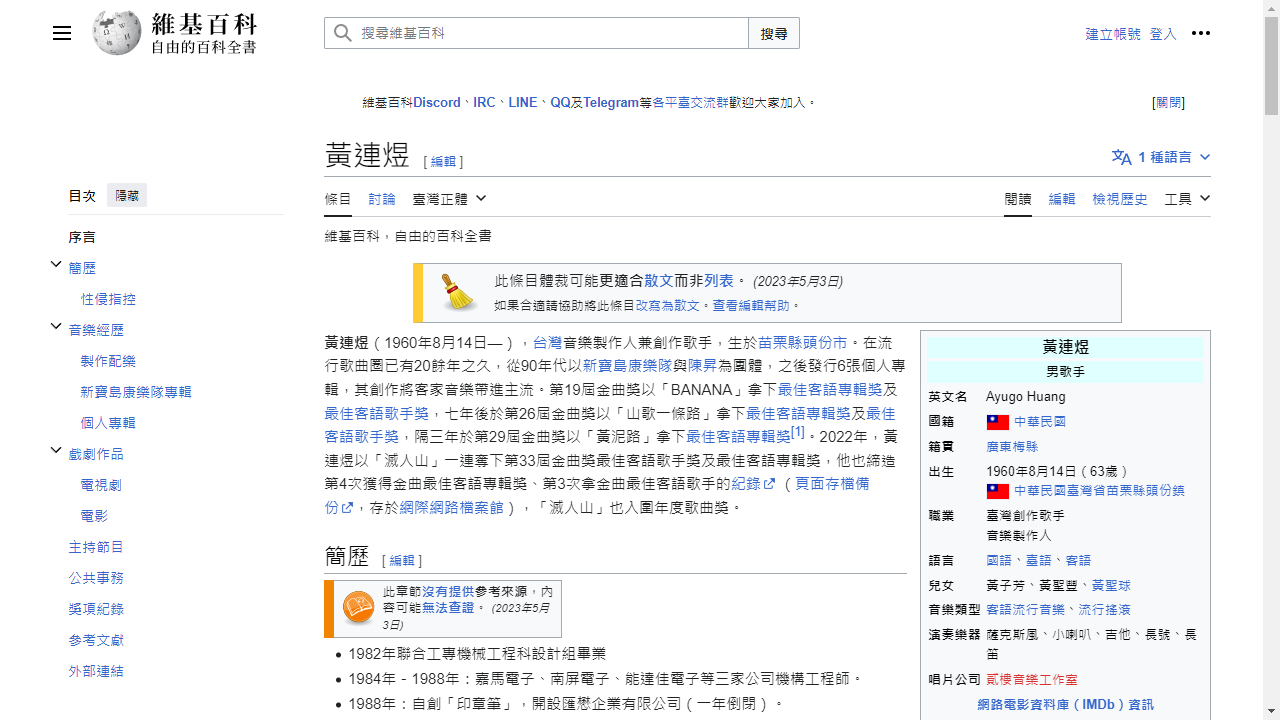 維基百科
自由的百科全書
搜尋維基百科
搜尋
建立帳號 登入
維基百科Discord、IRC、LINE、QQ及Telegram等各平臺交流群歡迎大家加入。
[關閉]
目次 隱藏
序言
簡歷
性侵指控
音樂經歷
製作配樂
新寶島康樂隊專輯
個人專輯
戲劇作品
電視劇
電影
主持節目
公共事務
獎項紀錄
參考文獻
外部連結
黃連煜 [編輯]
1 種語言
條目 討論 臺灣正體
閱讀 編輯 檢視歷史 工具
維基百科,自由的百科全書
此條目體裁可能更適合散文而非列表。 (2023年5月3日)
如果合適請協助將此條目改寫為散文。查看編輯幫助。
黃連煜(1960年8月14日—),台灣音樂製作人兼創作歌手,生於苗栗縣頭份市。在流
行歌曲圈已有20餘年之久,從90年代以新寶島康樂隊與陳昇為團體,之後發行6張個人專
輯,其創作將客家音樂帶進主流。第19屆金曲獎以「BANANA」拿下最佳客語專輯獎及
最佳客語歌手獎,七年後於第26屆金曲獎以「山歌一條路」拿下最佳客語專輯獎及最佳
客語歌手獎,隔三年於第29屆金曲獎以「黃泥路」拿下最佳客語專輯獎[1]。2022年,黃
連煜以「滅人山」一連奪下第33屆金曲獎最佳客語歌手獎及最佳客語專輯獎,他也締造
第4次獲得金曲最佳客語專輯獎、第3次拿金曲最佳客語歌手的紀錄(頁面存檔備
份,存於網際網路檔案館),「滅人山」也入圍年度歌曲獎。
簡歷 [編輯]
此章節沒有提供參考來源,內
容可能無法查證。 (2023年5月
3日)
• 1982年聯合工專機械工程科設計組畢業
• 1984年-1988年:嘉馬電子、南屏電子、能達佳電子等三家公司機構工程師。
• 1988年:自創「印章筆」,開設匯懋企業有限公司(一年倒閉)。
黃連煜
男歌手
英文名 Ayugo Huang
國籍 中華民國
籍貫 廣東梅縣
出生 1960年8月14日(63歲)
中華民國臺灣省苗栗縣頭份鎮
職業 臺灣創作歌手
音樂製作人
語言 國語、臺語、客語
兒女 黃子芳、黃聖豐、黃聖球
音樂類型 客語流行音樂、流行搖滾
演奏樂器 薩克斯風、小喇叭、吉他、長號、長
笛
唱片公司 貳樓音樂工作室
網路電影資料庫(IMDb)資訊